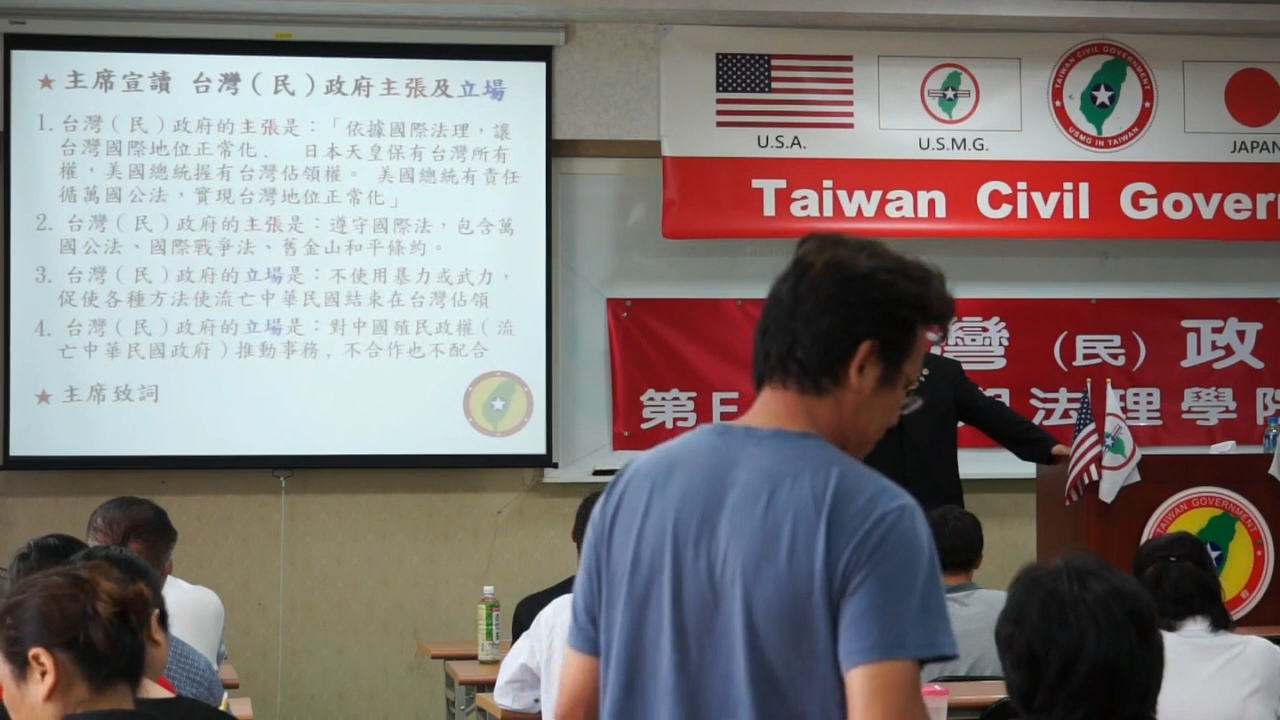 ★ 主席宣讀 台灣(民)政府主張及立場
1. 台灣(民)政府的主張是:「依據國際法理,讓
台灣國際地位正常化. 日本天皇保有台灣所有
權,美國總統握有台灣佔領權。 美國總統有責任
循萬國公法,實現台灣地位正常化」
2. 台灣(民)政府的主張是:遵守國際法,包含萬
國公法、國際戰爭法、舊金山和平條約。
3. 台灣(民)政府的立場是:不使用暴力或武力,
促使各種方法使流亡中華民國結束在台灣佔領
4. 台灣(民)政府的立場是:對中國殖民政權(流
亡中華民國政府)推動事務,不合作也不配合
★ 主席致詞
U.S.A.
U.S.M.G.
TAIWAN CIVIL GOVERNMENT
USMG IN TAIWAN
JAPAN
Taiwan Civil Gover
灣(民)政
第 法理學院
TAIWAN GOVERNMENT